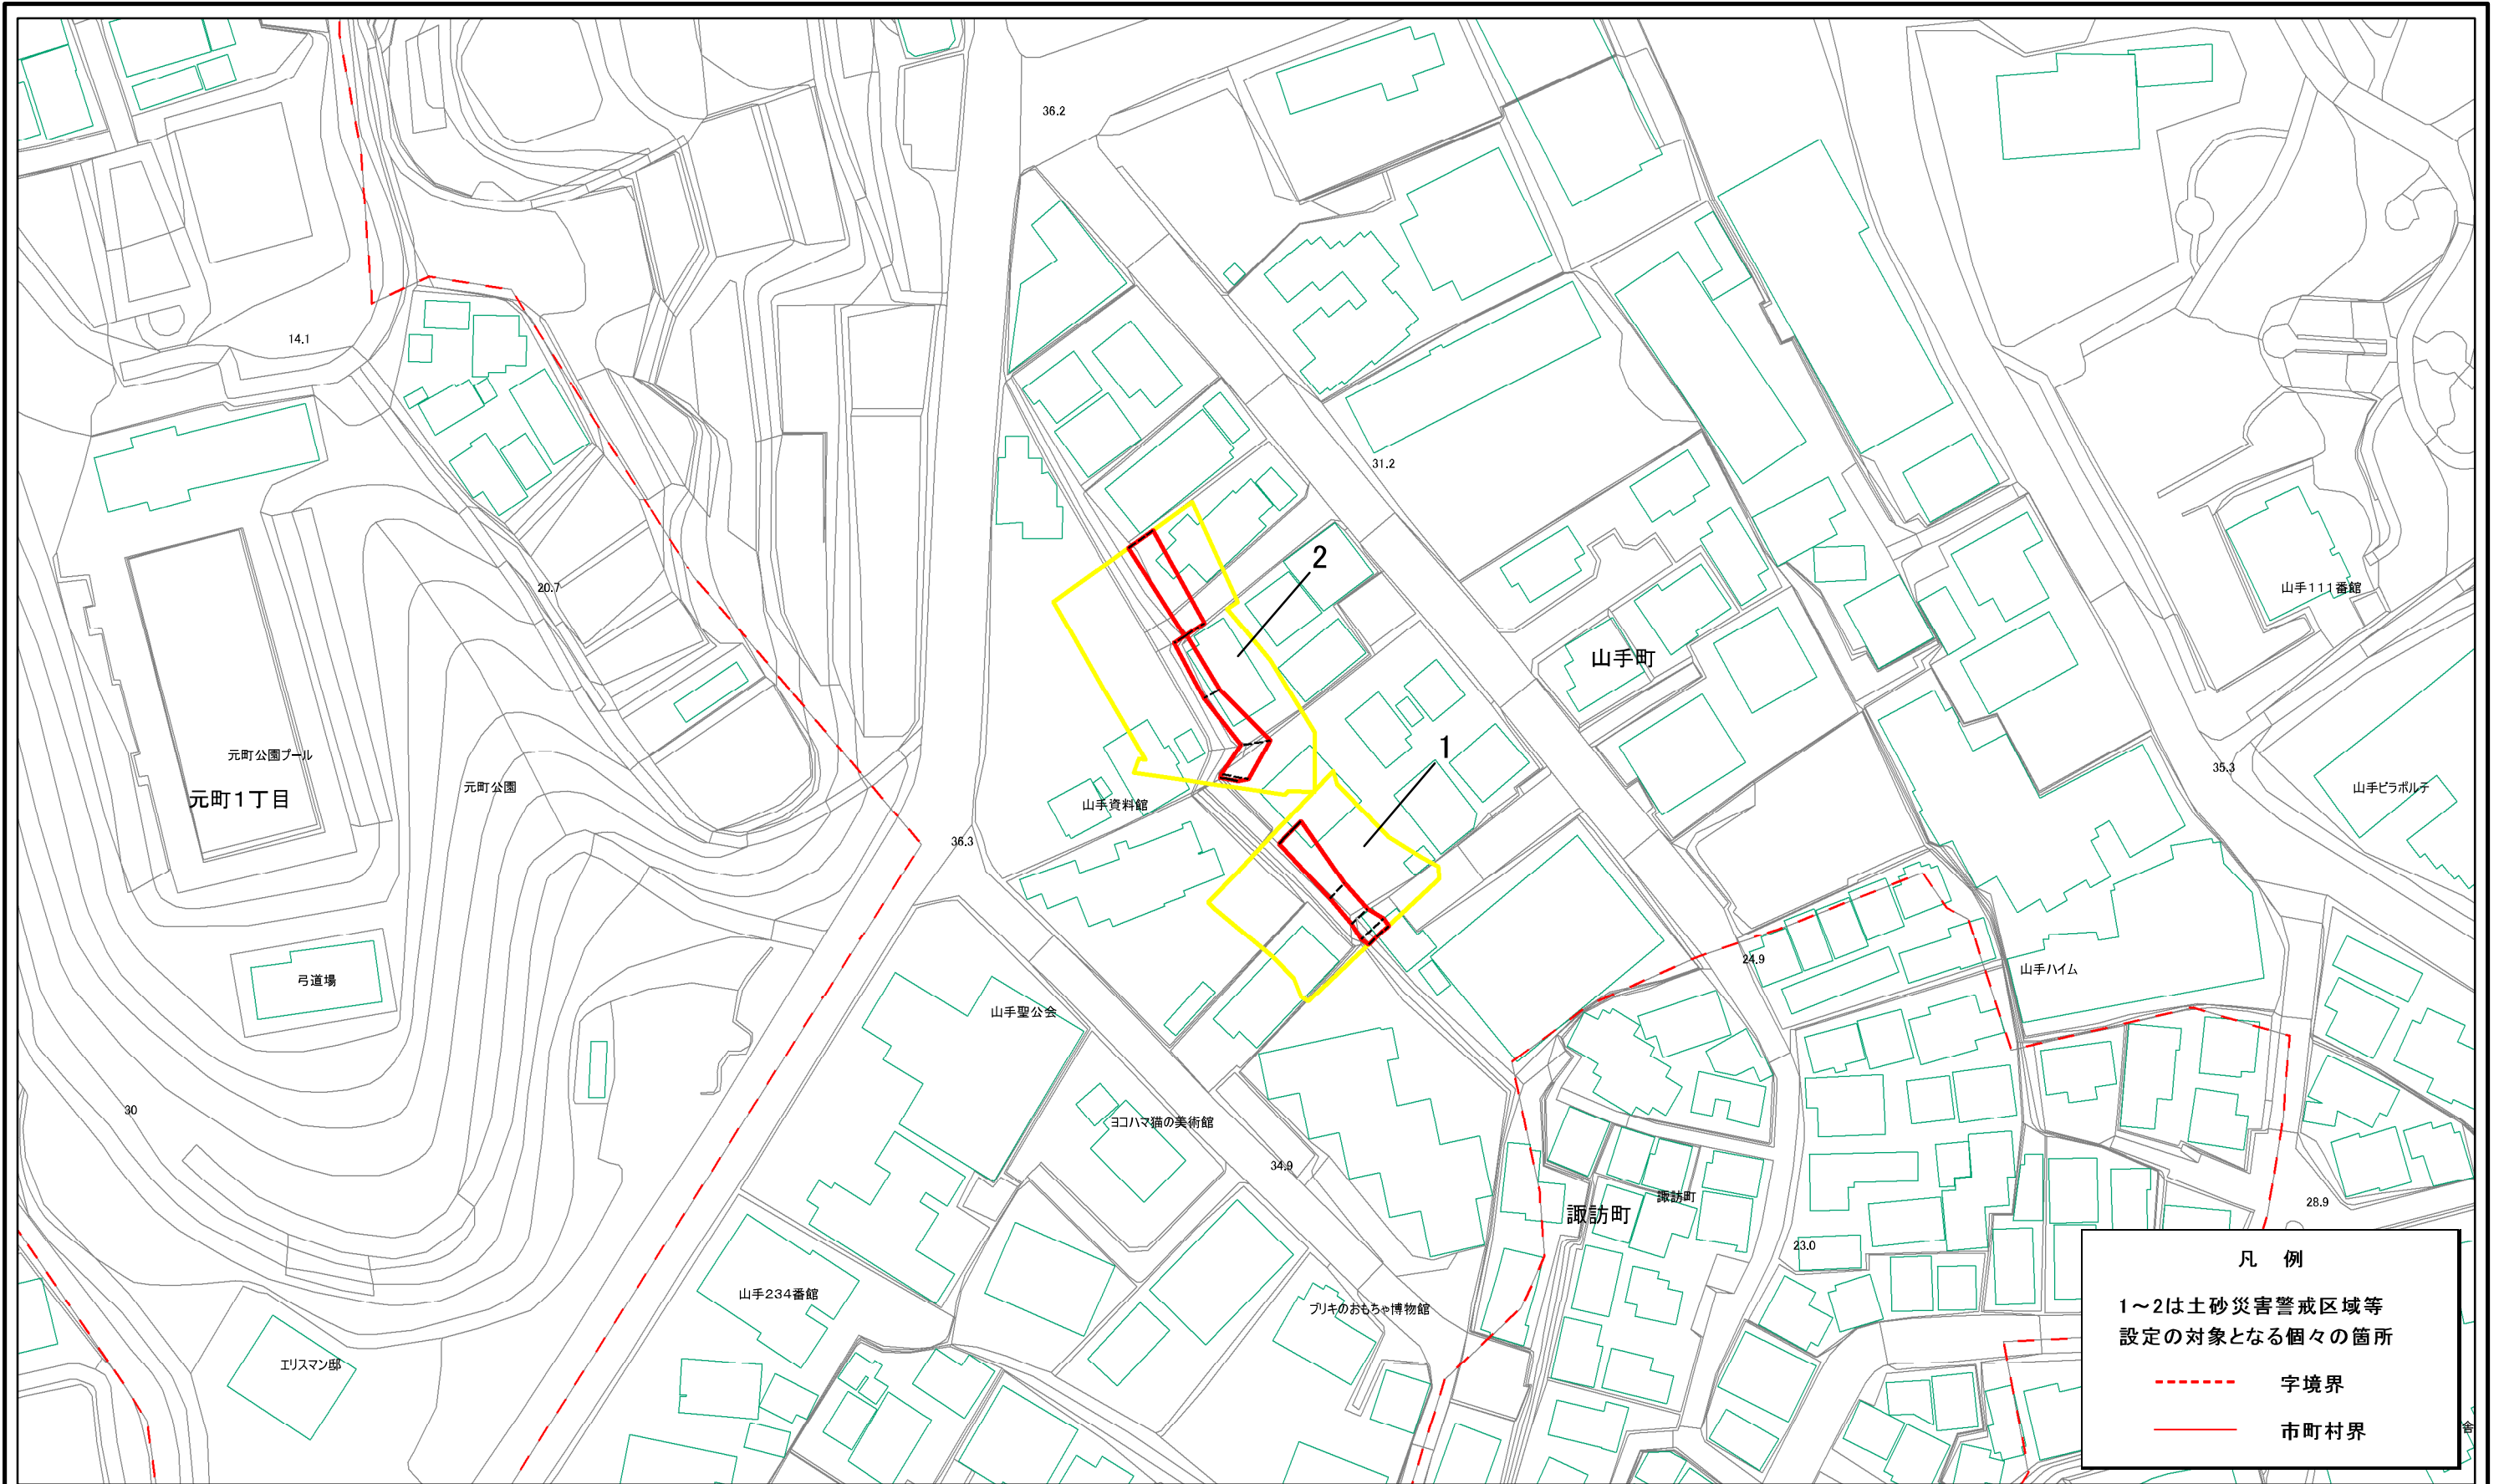 36.2
14.1
31.2
2
20.7
山手111番館
山手町
1
元町公園プール
元町公園
元町1丁目
山手資料館
35.3
山手ビラポルテ
36.3
24.9
山手ハイム
弓道場
山手聖公会
30
ヨコハマ猫の美術館
34.9
諏訪町
諏訪町
28.9
23.0
山手234番館
ブリキのおもちゃ博物館
エリスマン邸
凡 例
1～2は土砂災害警戒区域等
設定の対象となる個々の箇所
字境界
市町村界
舎